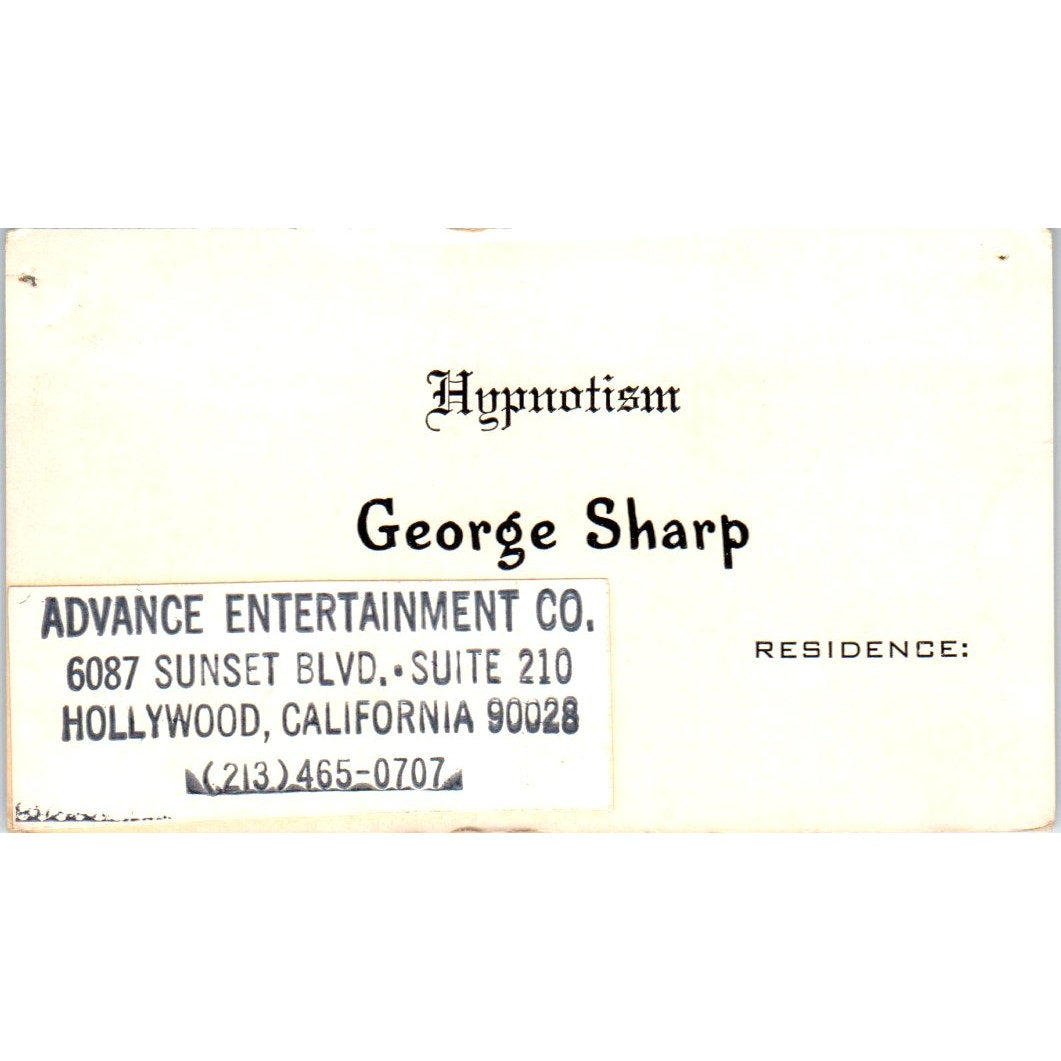 Hypnotism
George Sharp
ADVANCE ENTERTAINMENT CO.
6087 SUNSET BLVD. • SUITE 210
HOLLYWOOD, CALIFORNIA 90028
(213) 465-0707
RESIDENCE: